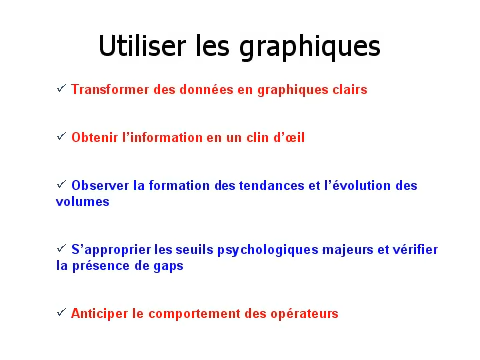 Utiliser les graphiques
✓ Transformer des données en graphiques clairs
✓ Obtenir l’information en un clin d’œil
✓ Observer la formation des tendances et l’évolution des
volumes
✓ S’approprier les seuils psychologiques majeurs et vérifier
la présence de gaps
✓ Anticiper le comportement des opérateurs